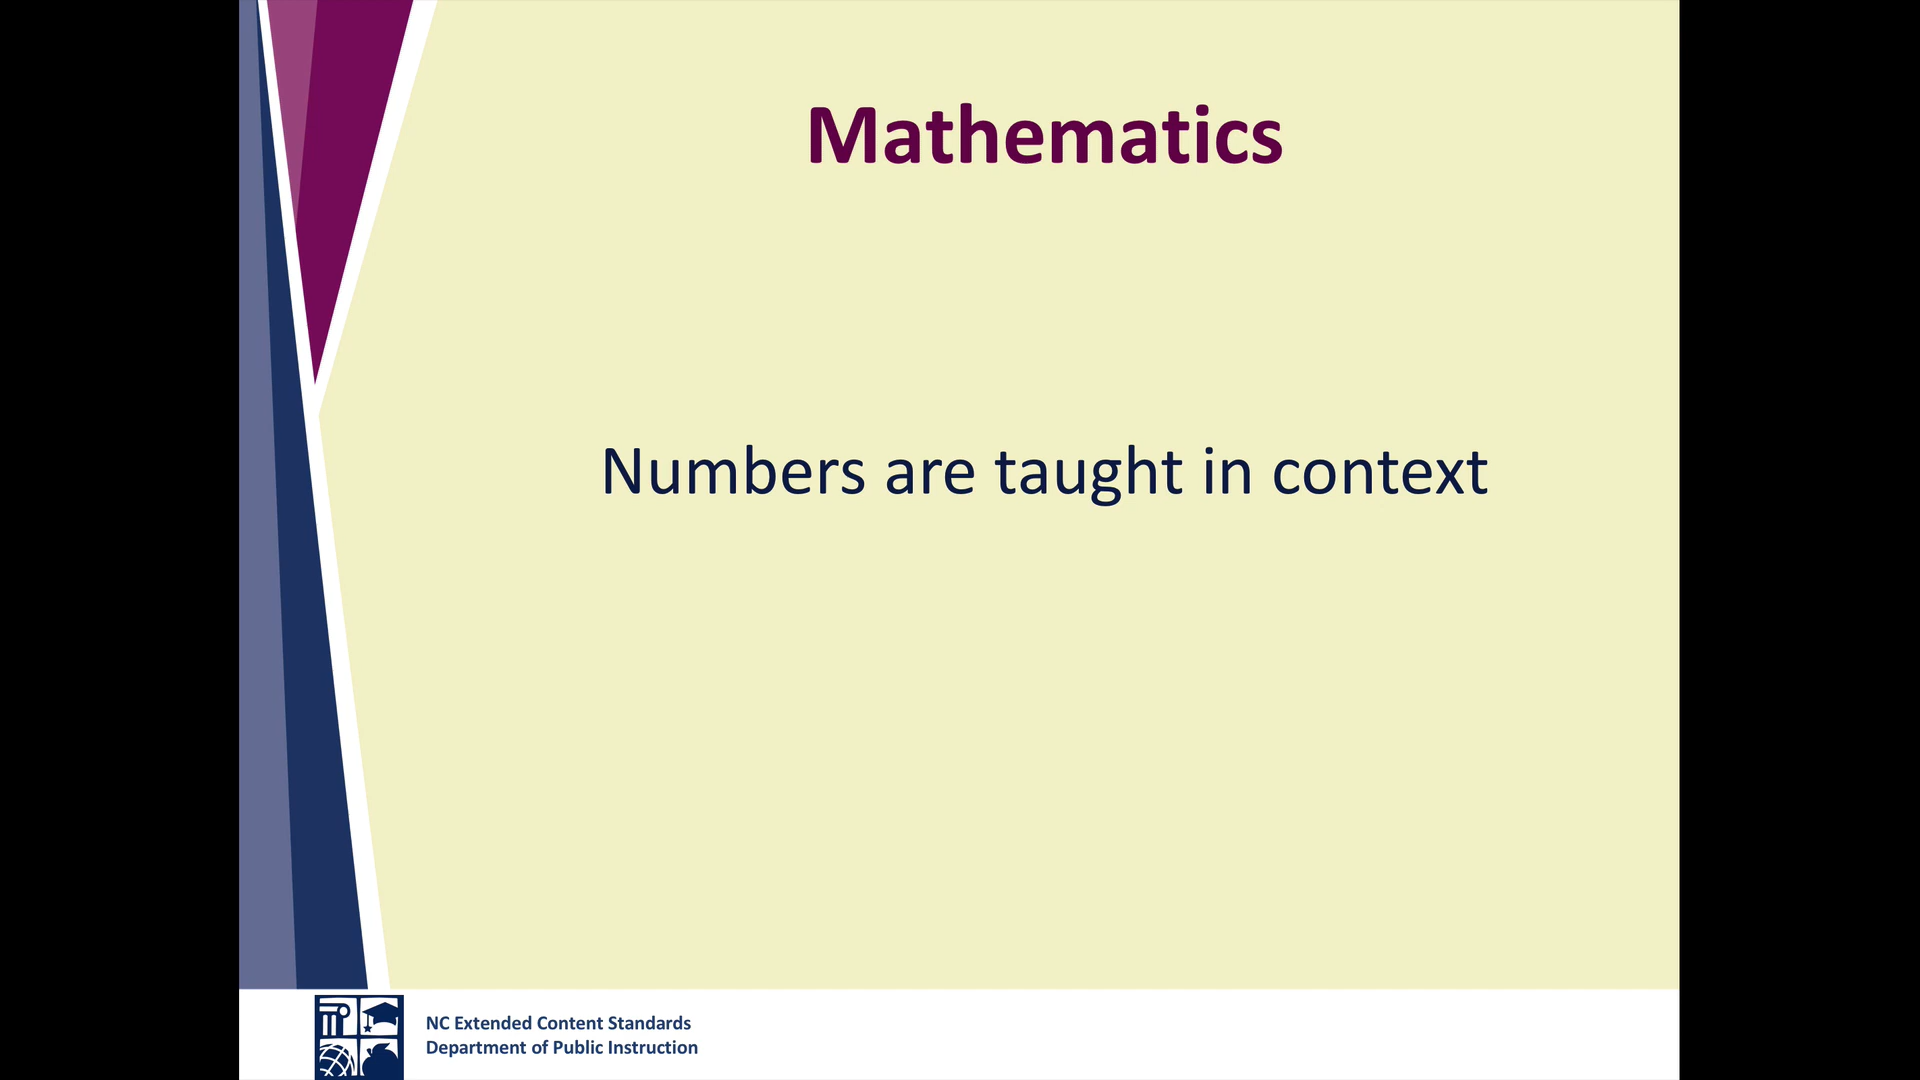 Mathematics
Numbers are taught in context
NC Extended Content Standards
Department of Public Instruction